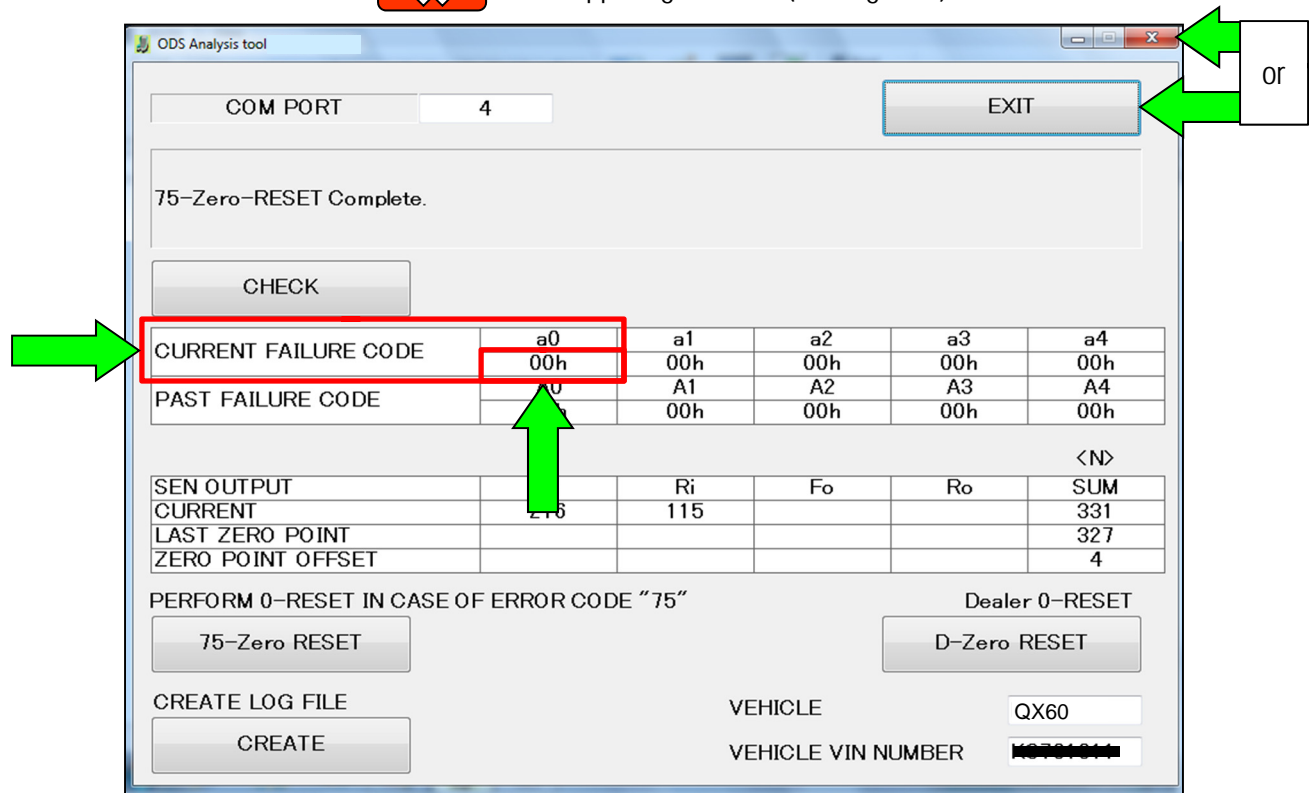 ODS Analysis tool
or
COM PORT 4 EXIT
75-Zero-RESET Complete.
CHECK
CURRENT FAILURE CODE a0 a1 a2 a3 a4
00h 00h 00h 00h 00h
PAST FAILURE CODE A0 A1 A2 A3 A4
00h 00h 00h 00h
<N>
SEN OUTPUT Ri Fo Ro SUM
CURRENT 115 331
LAST ZERO POINT 327
ZERO POINT OFFSET 4
PERFORM 0-RESET IN CASE OF ERROR CODE "75" Dealer 0-RESET
75-Zero RESET D-Zero RESET
CREATE LOG FILE
VEHICLE QX60
CREATE
VEHICLE VIN NUMBER